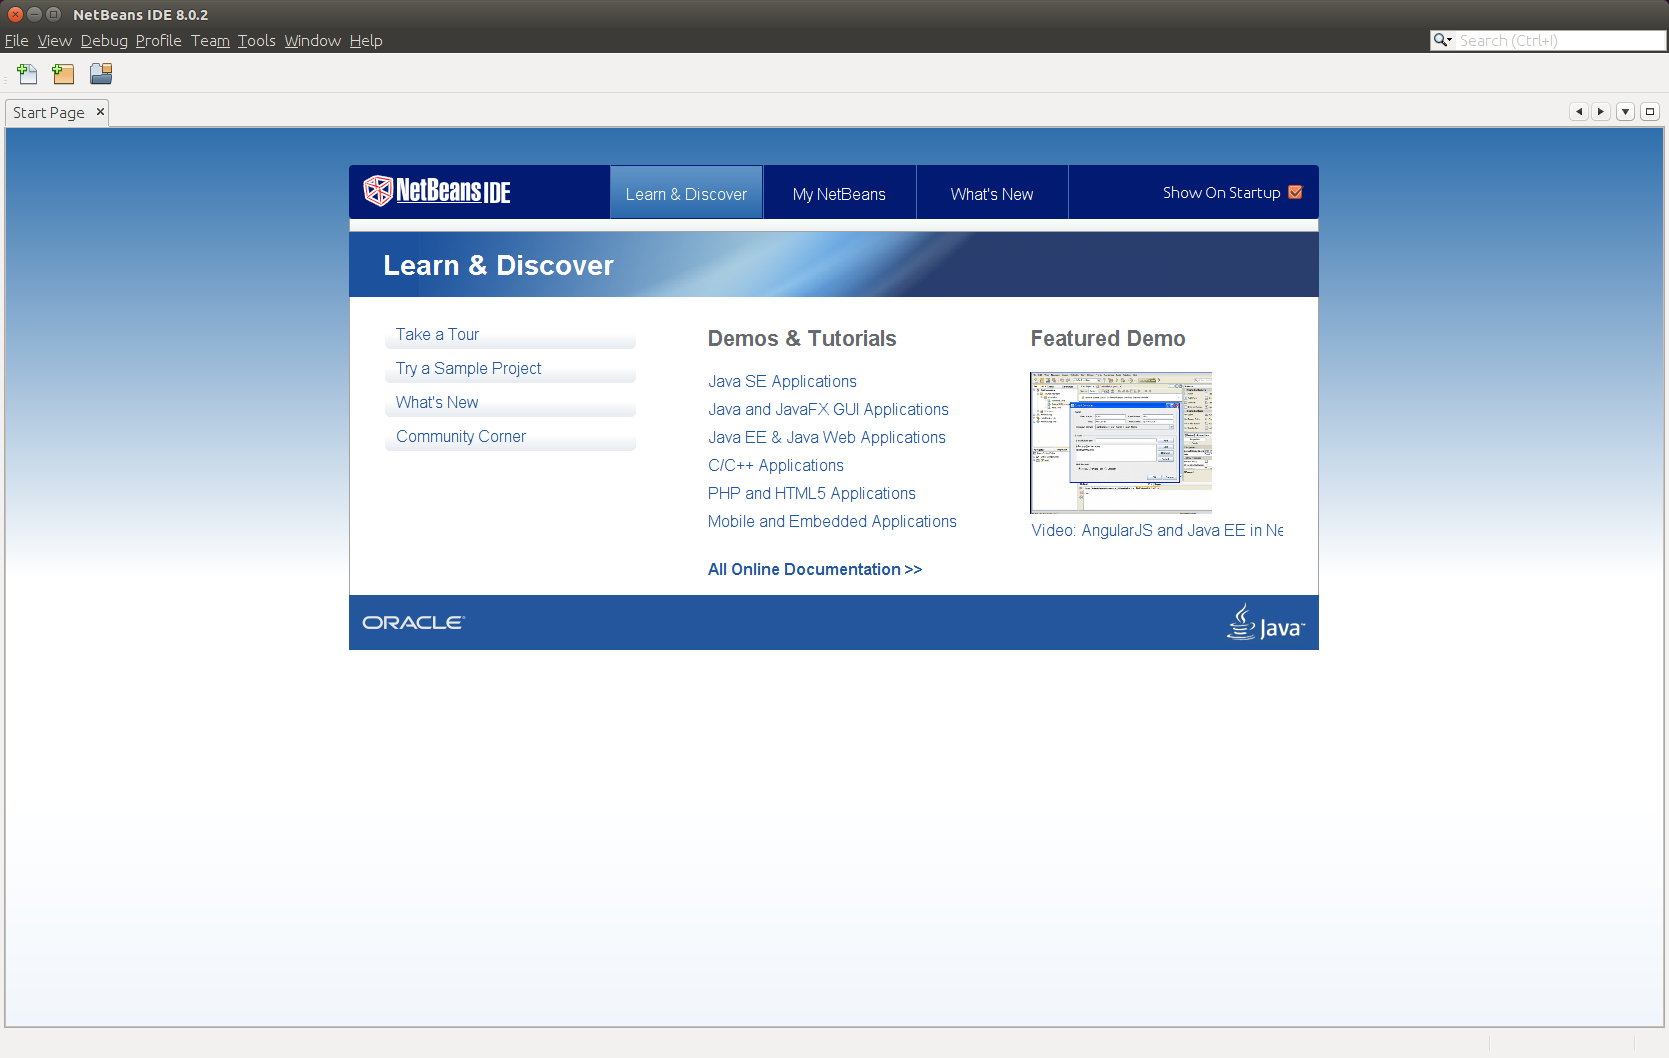 NetBeans IDE 8.0.2
File View Debug Profile Team Tools Window Help
Search (Ctrl+I)
Start Page
NetBeans IDE
Learn & Discover
My NetBeans
What's New
Show On Startup
Learn & Discover
Take a Tour
Try a Sample Project
What's New
Community Corner
Demos & Tutorials
Java SE Applications
Java and JavaFX GUI Applications
Java EE & Java Web Applications
C/C++ Applications
PHP and HTML5 Applications
Mobile and Embedded Applications
All Online Documentation >>
Featured Demo
Video: AngularJS and Java EE in Ne
ORACLE
Java™